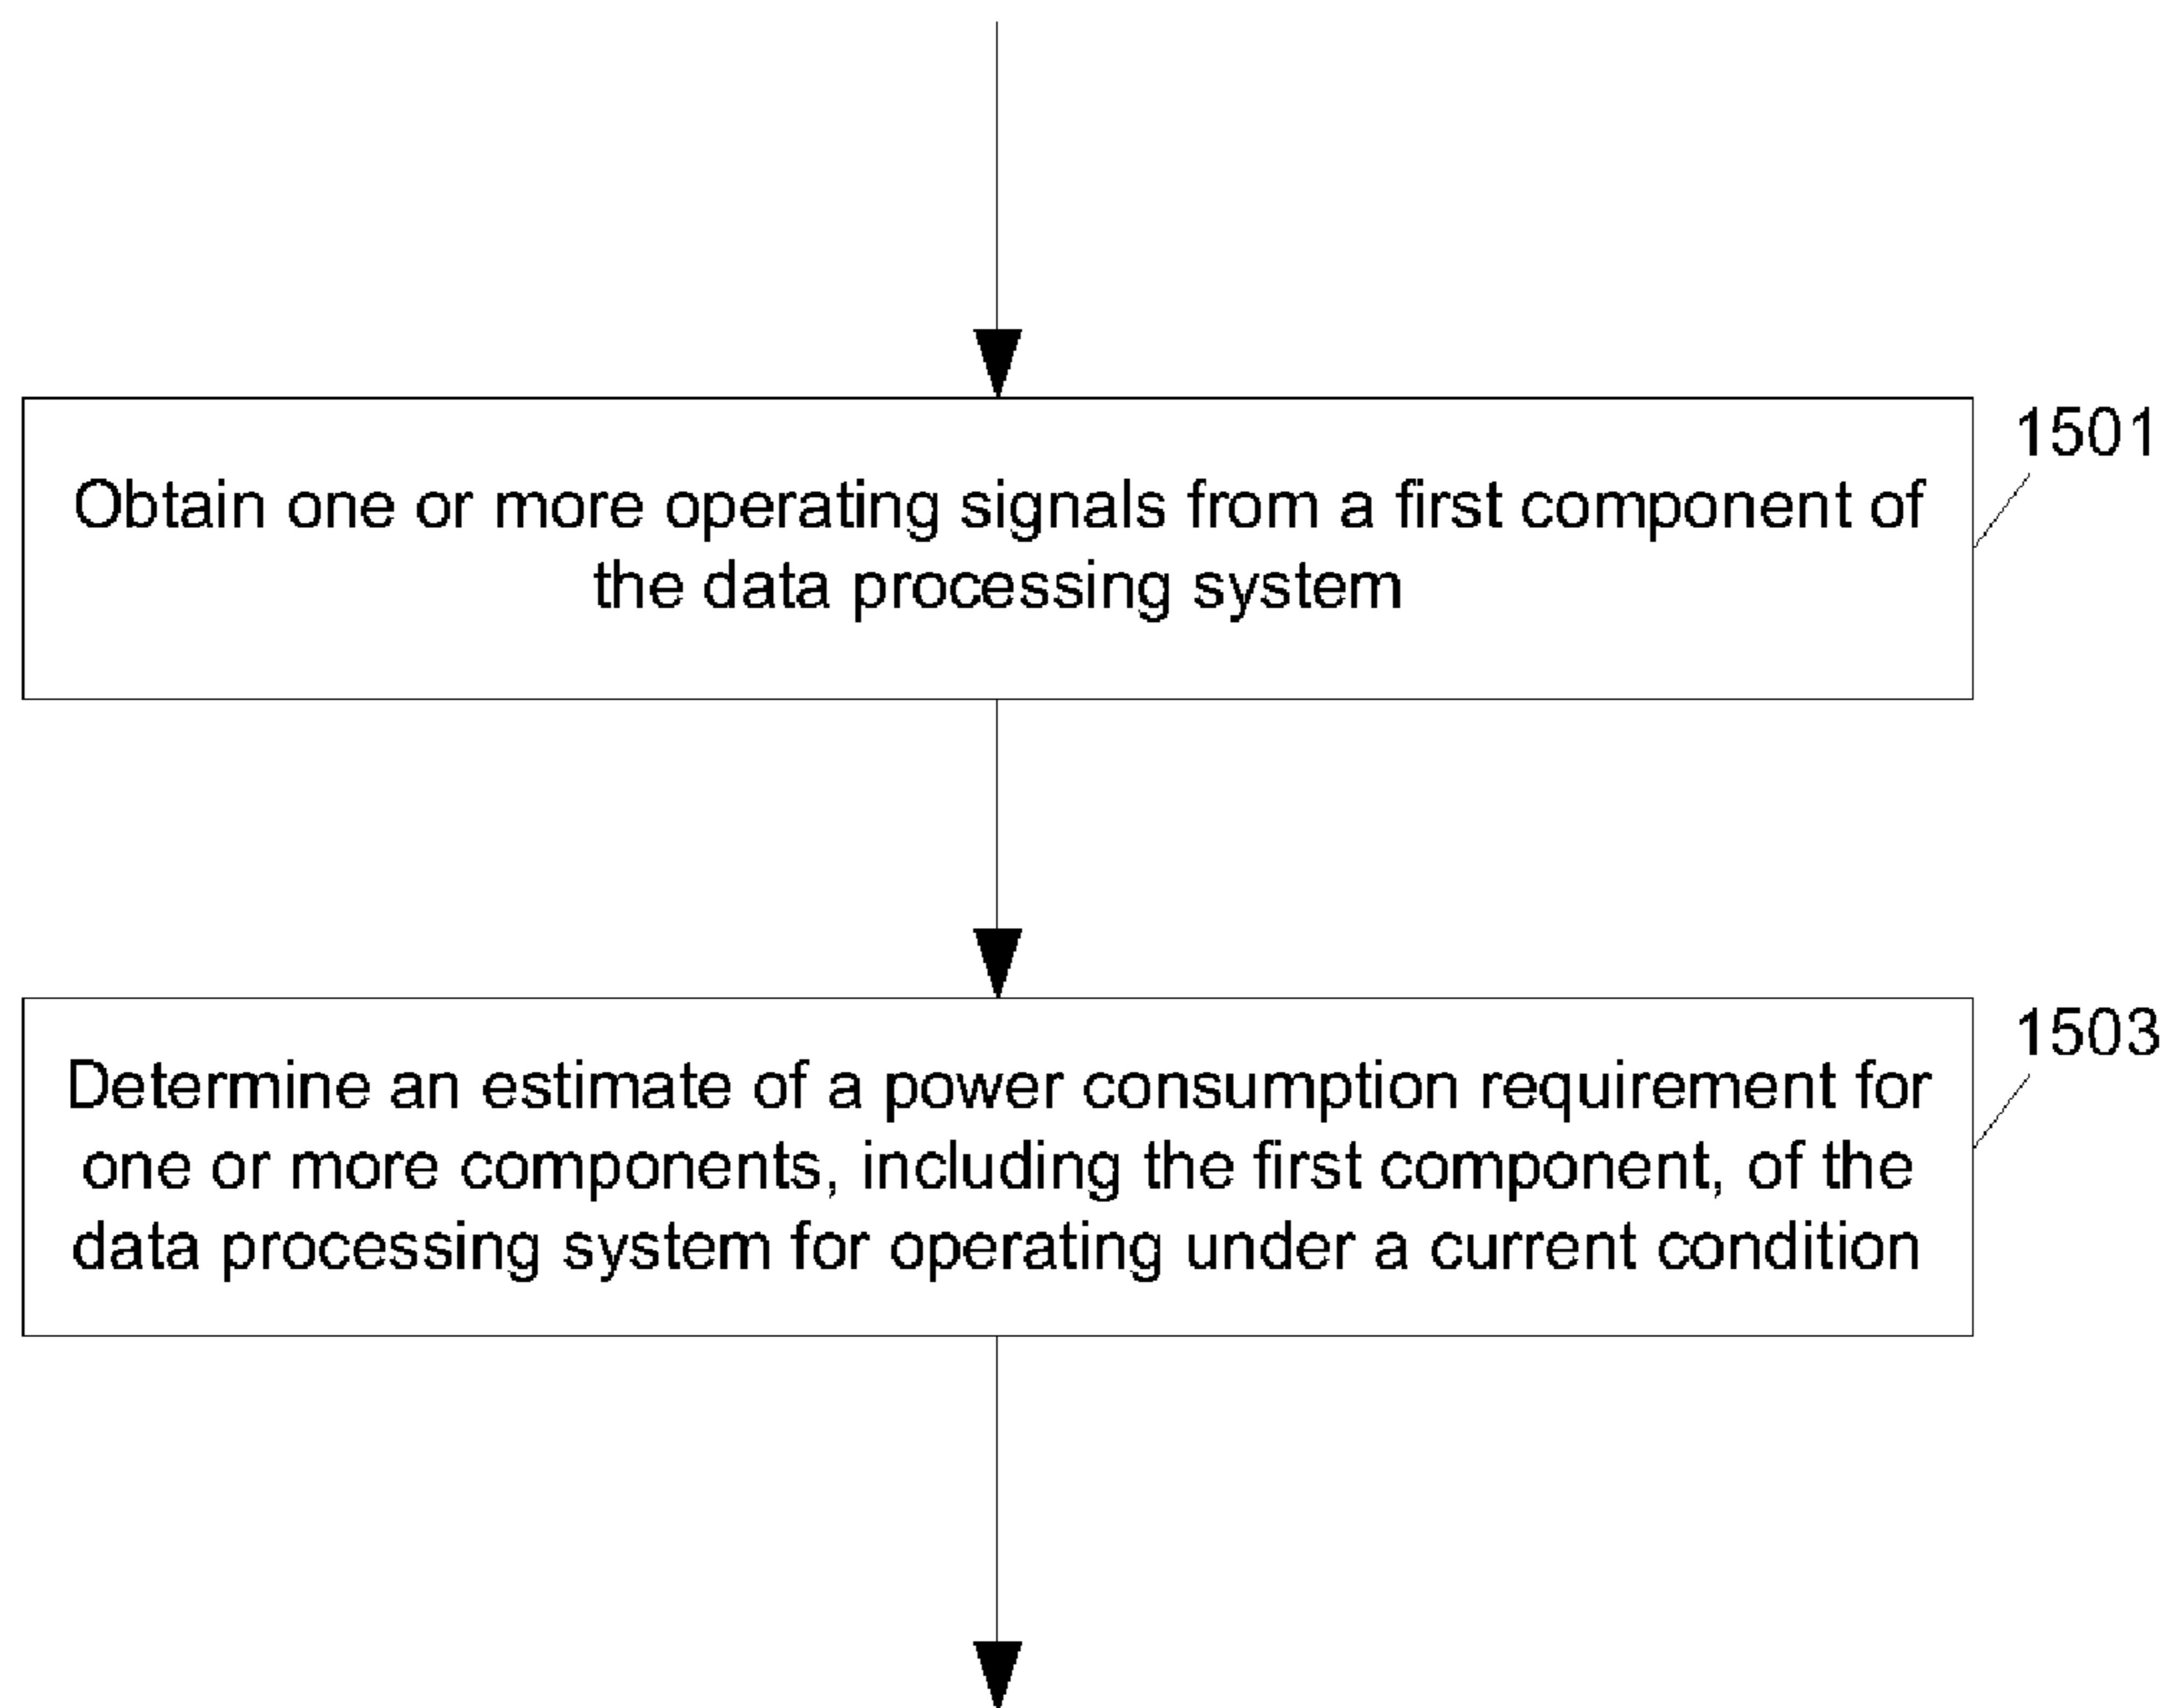 1501
Obtain one or more operating signals from a first component of
the data processing system
1503
Determine an estimate of a power consumption requirement for
one or more components, including the first component, of the
data processing system for operating under a current condition